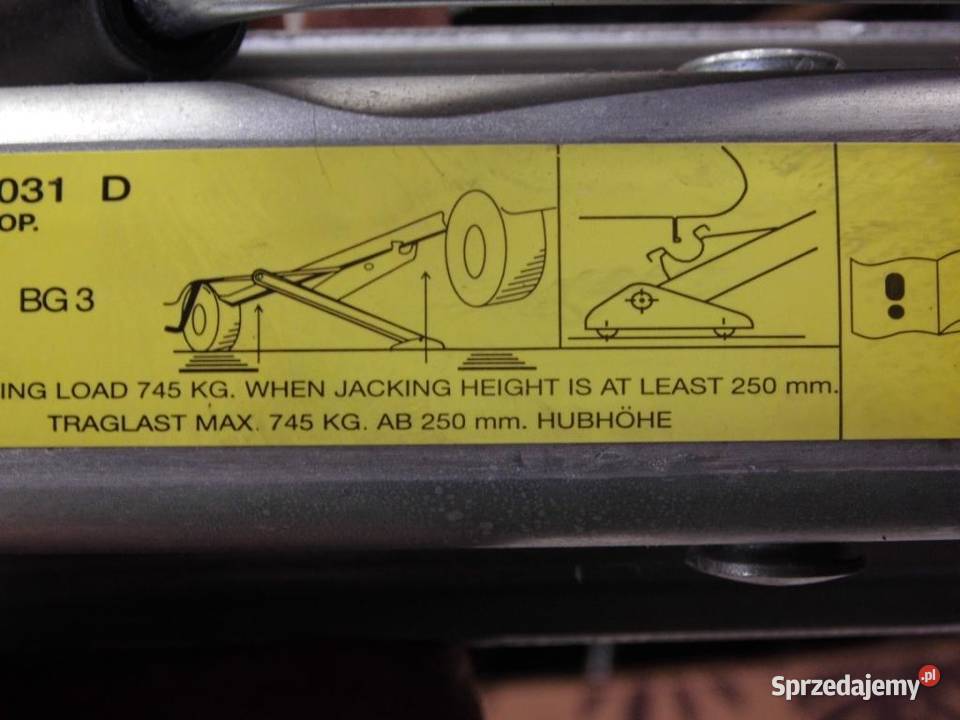 031 D
OP.
BG 3
ING LOAD 745 KG. WHEN JACKING HEIGHT IS AT LEAST 250 mm.
TRAGLAST MAX. 745 KG. AB 250 mm. HUBHÖHE
Sprzedajemy.pl